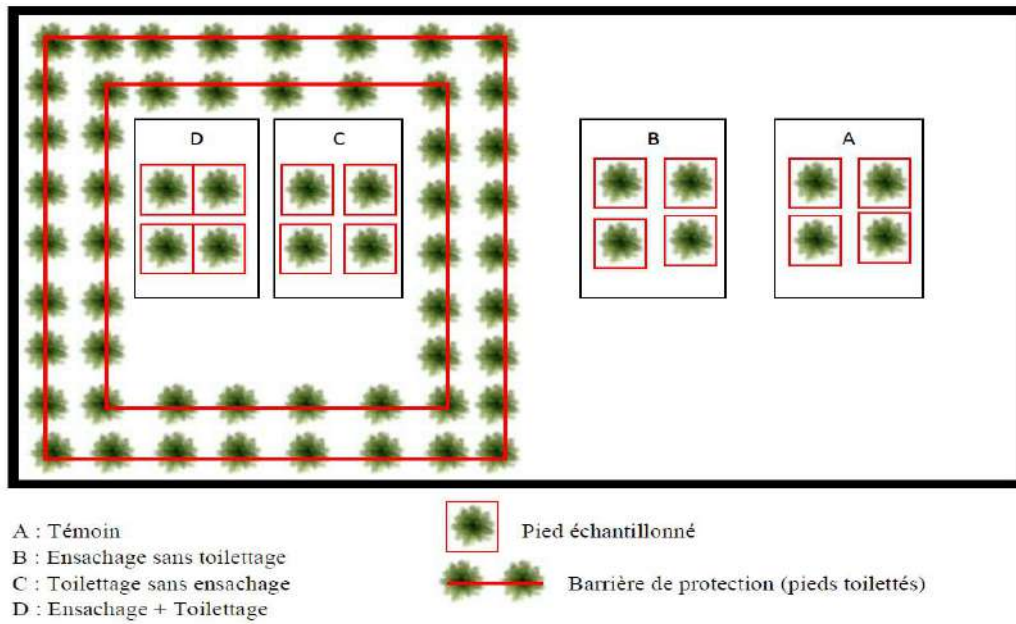 D
C
B
A
A : Témoin
B : Ensachage sans toilettage
C : Toilettage sans ensachage
D : Ensachage + Toilettage
Pied échantillonné
Barrière de protection (pieds toilettés)